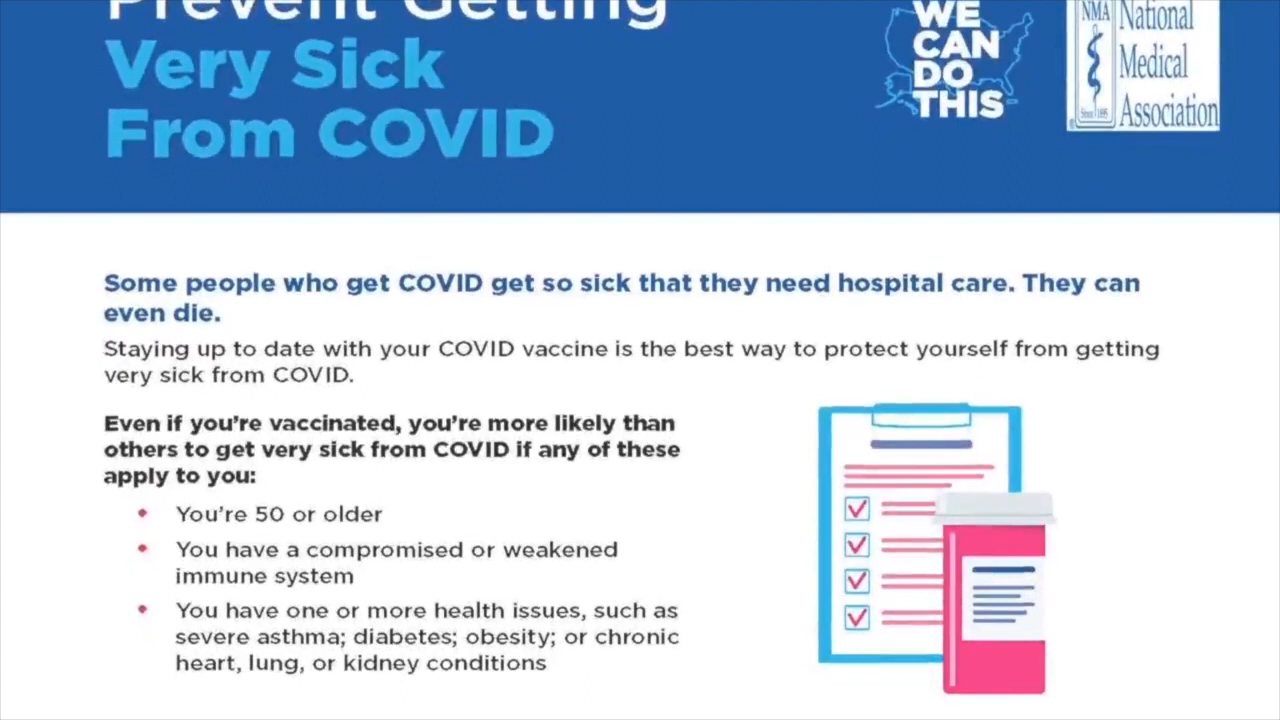 Prevent Getting
Very Sick
From COVID
WE
CAN
DO
THIS
NMA
Since 1895
®
National
Medical
Association
Some people who get COVID get so sick that they need hospital care. They can
even die.
Staying up to date with your COVID vaccine is the best way to protect yourself from getting
very sick from COVID.
Even if you're vaccinated, you're more likely than
others to get very sick from COVID if any of these
apply to you:
• You're 50 or older
• You have a compromised or weakened
immune system
• You have one or more health issues, such as
severe asthma; diabetes; obesity; or chronic
heart, lung, or kidney conditions